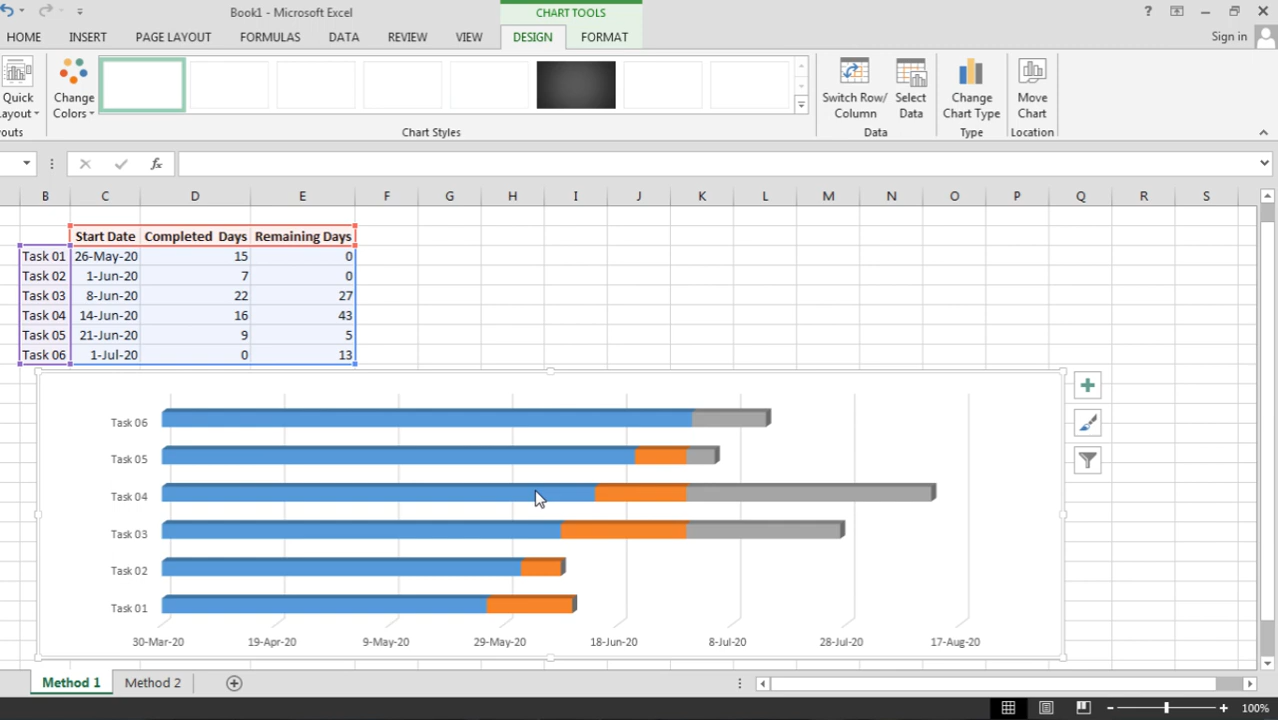 Book1 - Microsoft Excel
CHART TOOLS
?
HOME INSERT PAGE LAYOUT FORMULAS DATA REVIEW VIEW DESIGN FORMAT Sign in
Quick Layout
Change Colors
Switch Row/ Column
Select Data
Change Chart Type
Move Chart
outs
Chart Styles
Data
Type
Location
fx
B C D E F G H I J K L M N O P Q R S
Start Date Completed Days Remaining Days
Task 01 26-May-20 15 0
Task 02 1-Jun-20 7 0
Task 03 8-Jun-20 22 27
Task 04 14-Jun-20 16 43
Task 05 21-Jun-20 9 5
Task 06 1-Jul-20 0 13
Task 06
Task 05
Task 04
Task 03
Task 02
Task 01
30-Mar-20 19-Apr-20 9-May-20 29-May-20 18-Jun-20 8-Jul-20 28-Jul-20 17-Aug-20
Method 1 Method 2
100%